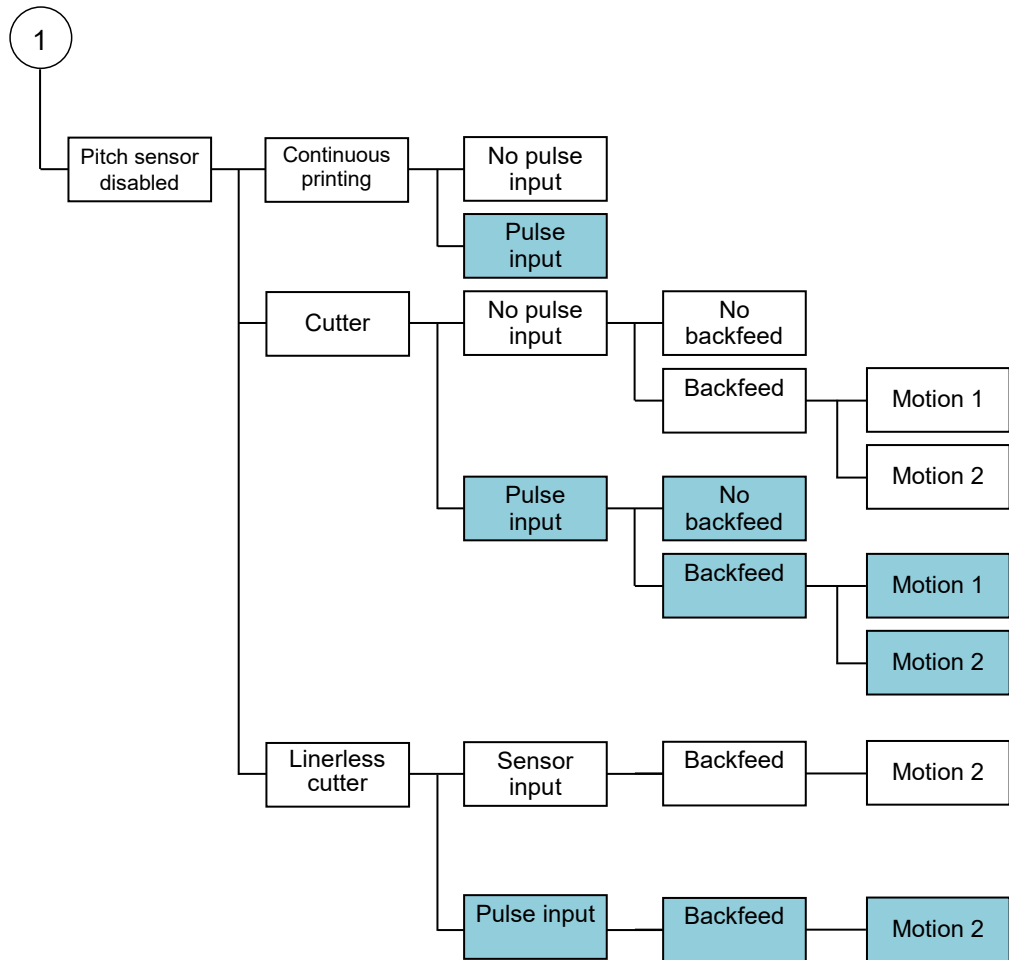 1
Pitch sensor
disabled
Continuous
printing
No pulse
input
Pulse
input
Cutter
No pulse
input
No
backfeed
Backfeed
Motion 1
Motion 2
Pulse
input
No
backfeed
Backfeed
Motion 1
Motion 2
Linerless
cutter
Sensor
input
Backfeed
Motion 2
Pulse input
Backfeed
Motion 2